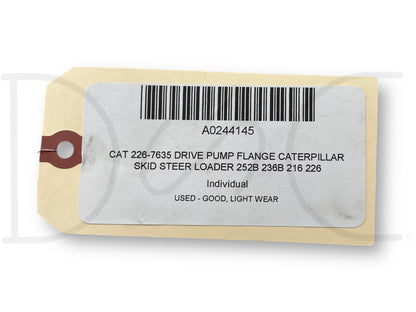 A0244145
CAT 226-7635 DRIVE PUMP FLANGE CATERPILLAR
SKID STEER LOADER 252B 236B 216 226
Individual
USED - GOOD, LIGHT WEAR